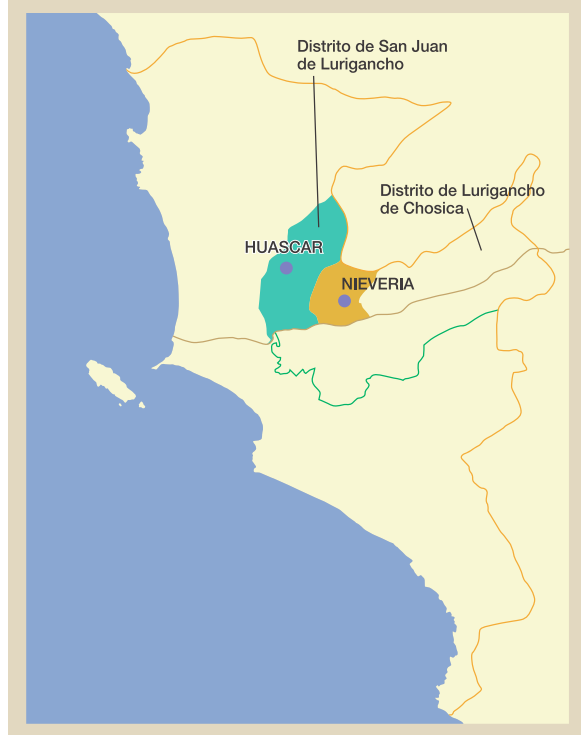 Distrito de San Juan
de Lurigancho
Distrito de Lurigancho
de Chosica
HUASCAR
NIEVERIA